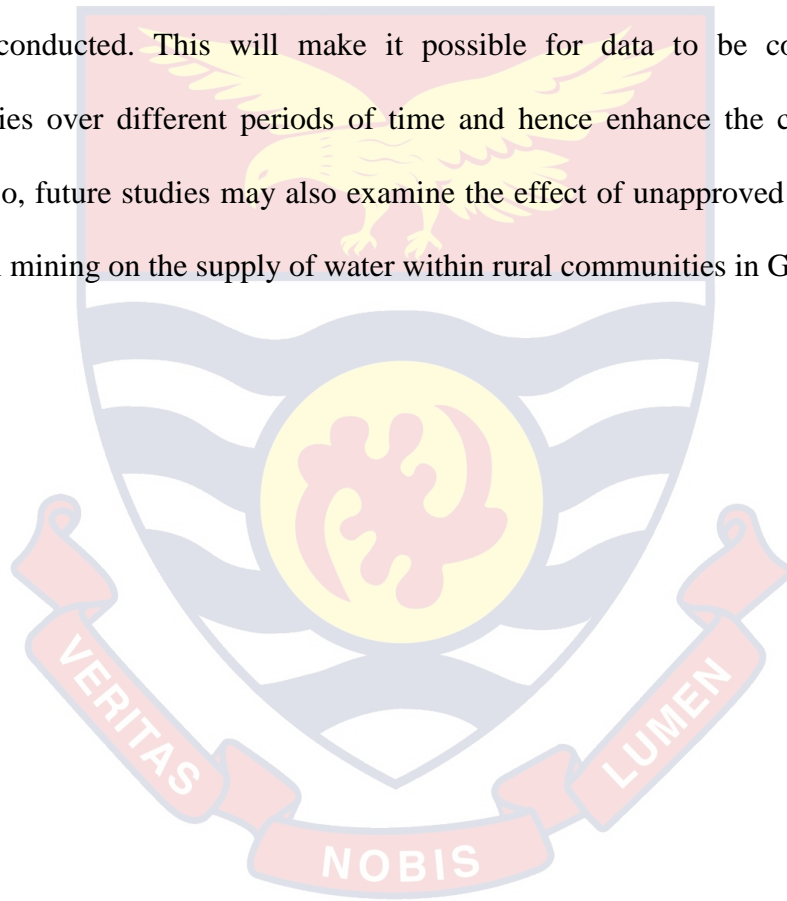 conducted. This will make it possible for data to be co
ies over different periods of time and hence enhance the c
o, future studies may also examine the effect of unapproved
mining on the supply of water within rural communities in G
VERITAS
NOBIS
LUMEN